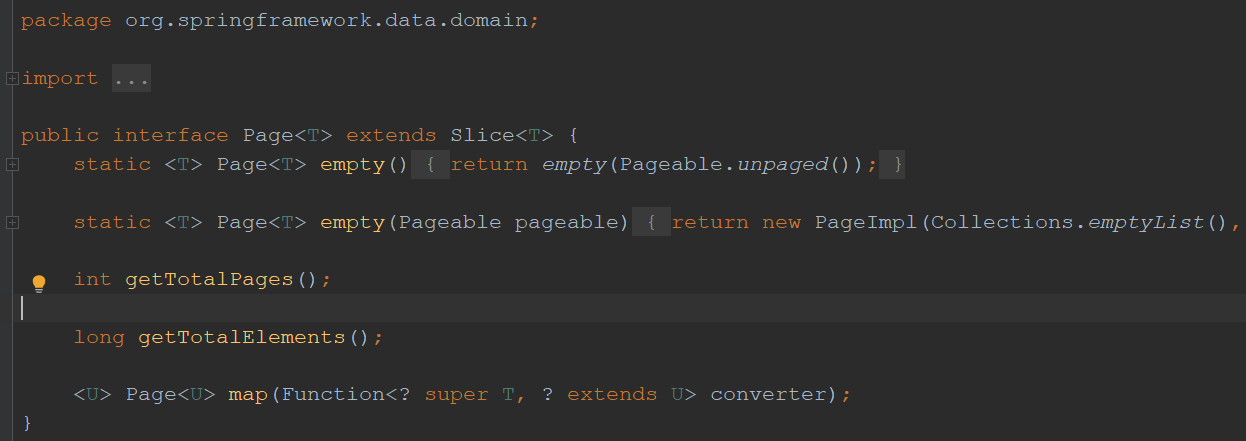 package org.springframework.data.domain;
import ...
public interface Page<T> extends Slice<T> {
static <T> Page<T> empty() { return empty(Pageable.unpaged()); }
static <T> Page<T> empty(Pageable pageable) { return new PageImpl(Collections.emptyList(),
int getTotalPages();
long getTotalElements();
<U> Page<U> map(Function<? super T, ? extends U> converter);
}